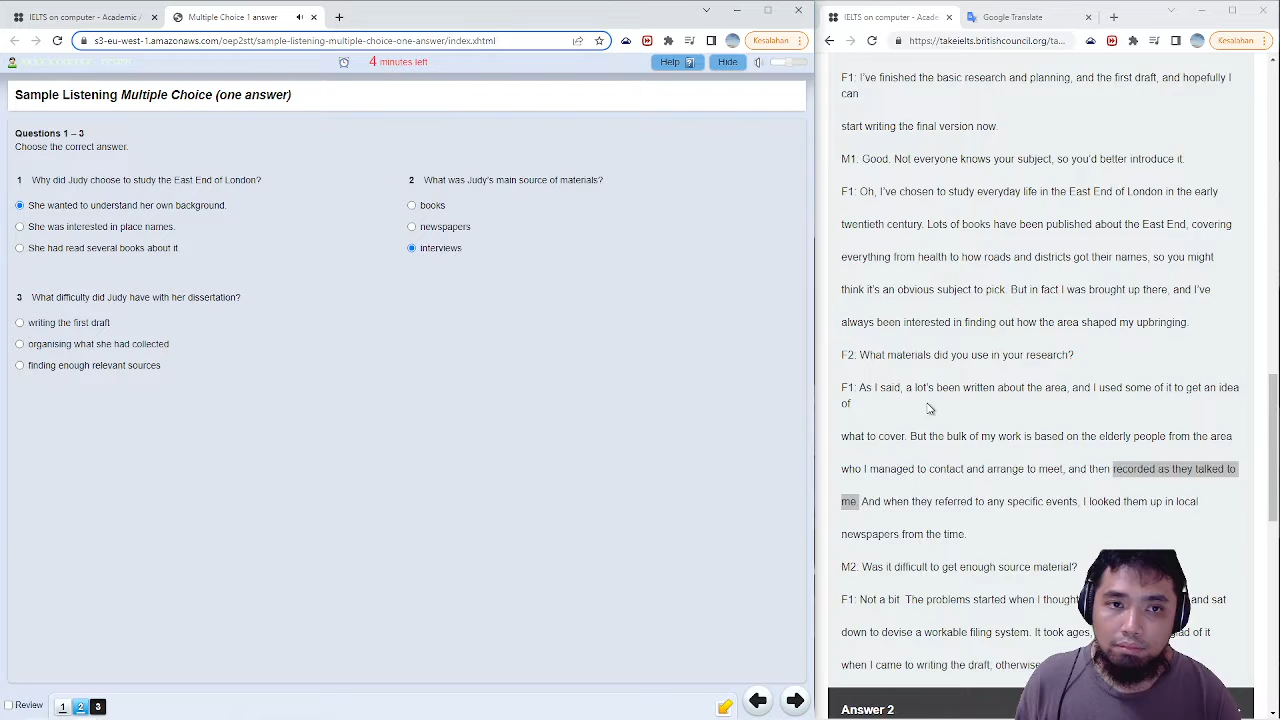 IELTS on computer - Academic /
Multiple Choice 1 answer
s3-eu-west-1.amazonaws.com/oep2stt/sample-listening-multiple-choice-one-answer/index.xhtml
Kesalahan
4 minutes left
Help ?
Hide
Sample Listening Multiple Choice (one answer)
Questions 1 – 3
Choose the correct answer.
1 Why did Judy choose to study the East End of London?
She wanted to understand her own background.
She was interested in place names.
She had read several books about it.
2 What was Judy's main source of materials?
books
newspapers
interviews
3 What difficulty did Judy have with her dissertation?
writing the first draft
organising what she had collected
finding enough relevant sources
Review
1 2 3
IELTS on computer - Acade
Google Translate
https://takeielts.britishcouncil.org/ta...
Kesalahan
F1: I've finished the basic research and planning, and the first draft, and hopefully I
can
start writing the final version now.
M1. Good. Not everyone knows your subject, so you'd better introduce it.
F1: Oh, I've chosen to study everyday life in the East End of London in the early
twentieth century. Lots of books have been published about the East End, covering
everything from health to how roads and districts got their names, so you might
think it's an obvious subject to pick. But in fact I was brought up there, and I've
always been interested in finding out how the area shaped my upbringing.
F2: What materials did you use in your research?
F1: As I said, a lot's been written about the area, and I used some of it to get an idea
of
what to cover. But the bulk of my work is based on the elderly people from the area
who I managed to contact and arrange to meet, and then recorded as they talked to
me. And when they referred to any specific events, I looked them up in local
newspapers from the time.
M2. Was it difficult to get enough source material?
F1: Not a bit. The problems started when I thought and sat
down to devise a workable filing system. It took ages, ad of it
when I came to writing the draft; otherwise
Answer 2